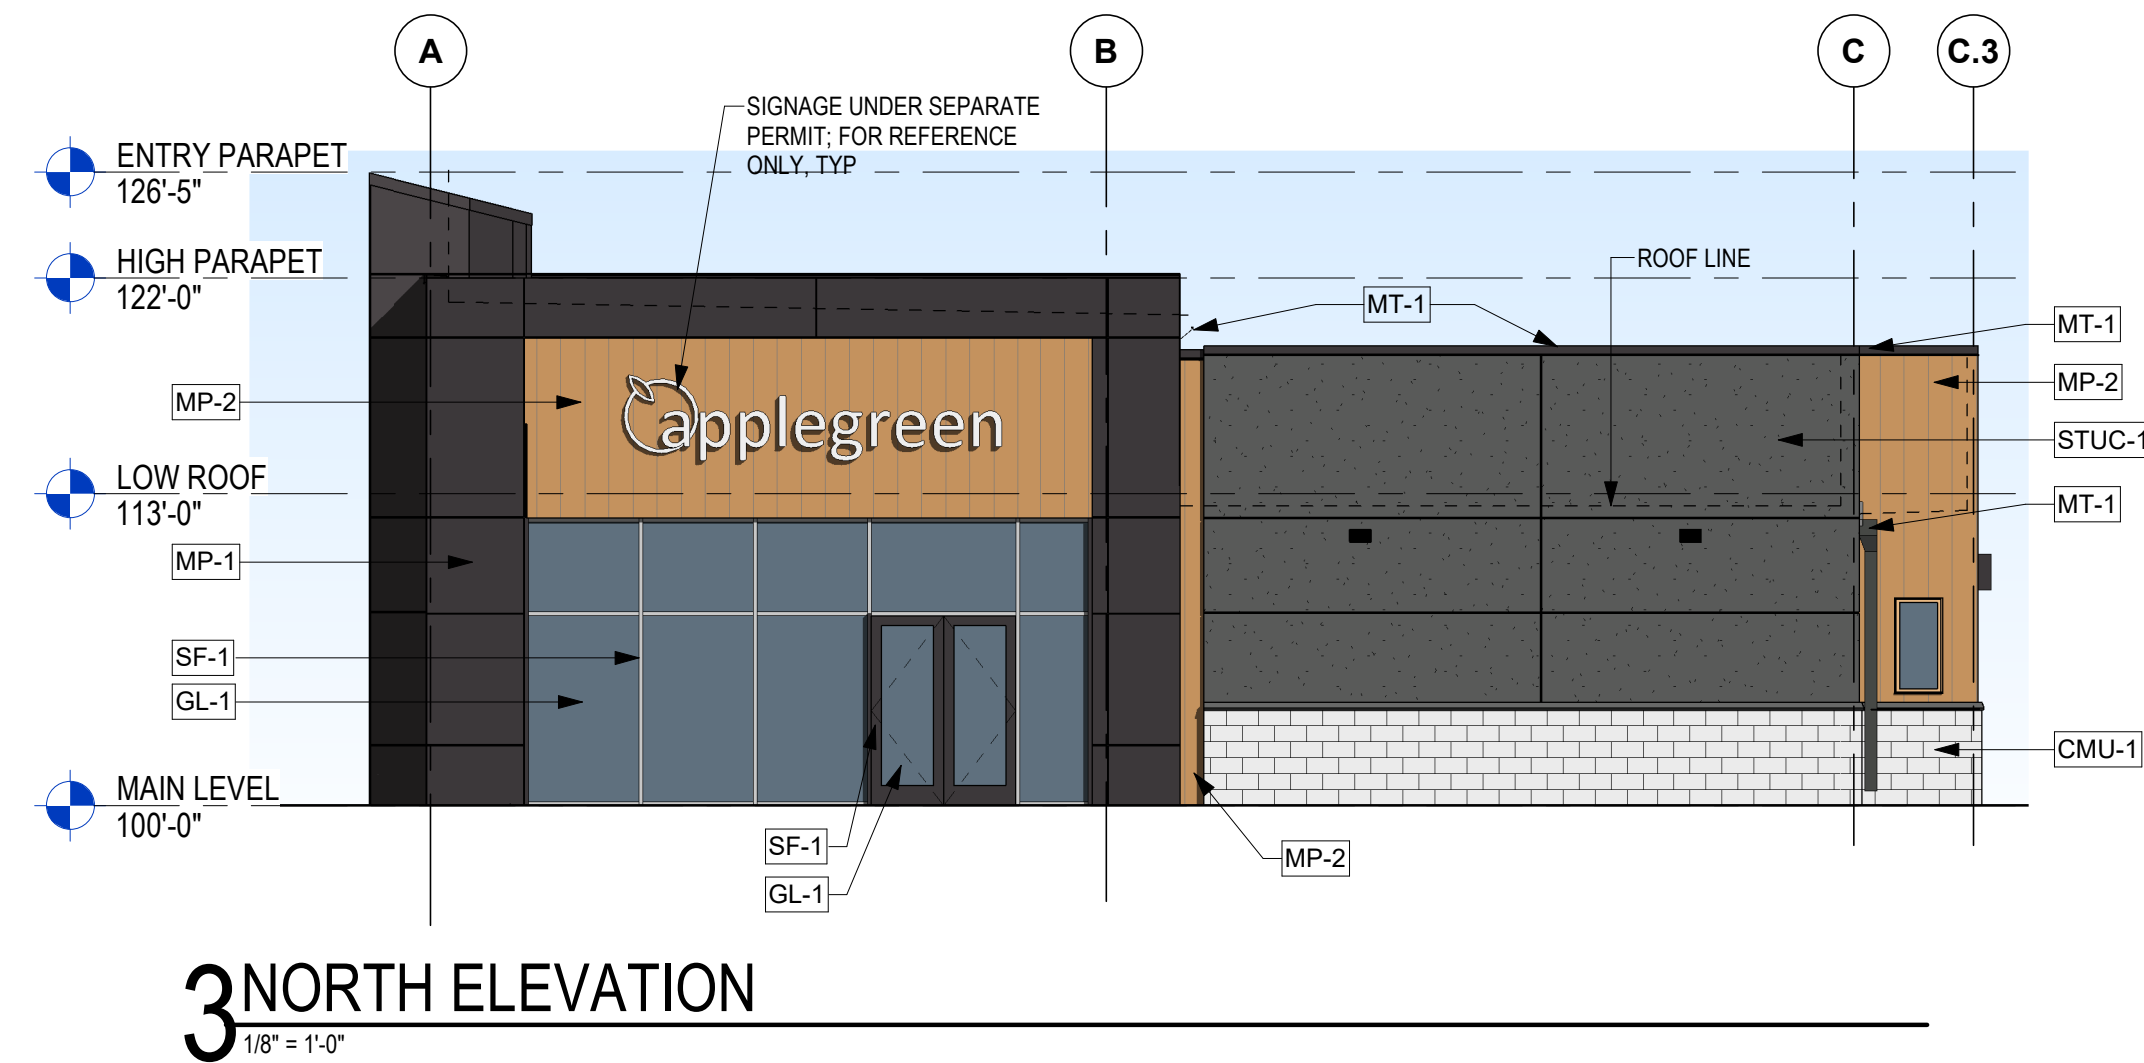 A
B
C
C.3
SIGNAGE UNDER SEPARATE
PERMIT; FOR REFERENCE
ONLY, TYP
ENTRY PARAPET
126'-5"
HIGH PARAPET
122'-0"
ROOF LINE
MT-1
MT-1
MP-2
MP-2
applegreen
STUC-1
LOW ROOF
113'-0"
MT-1
MP-1
SF-1
GL-1
CMU-1
MAIN LEVEL
100'-0"
SF-1
MP-2
GL-1
3 NORTH ELEVATION
1/8" = 1'-0"